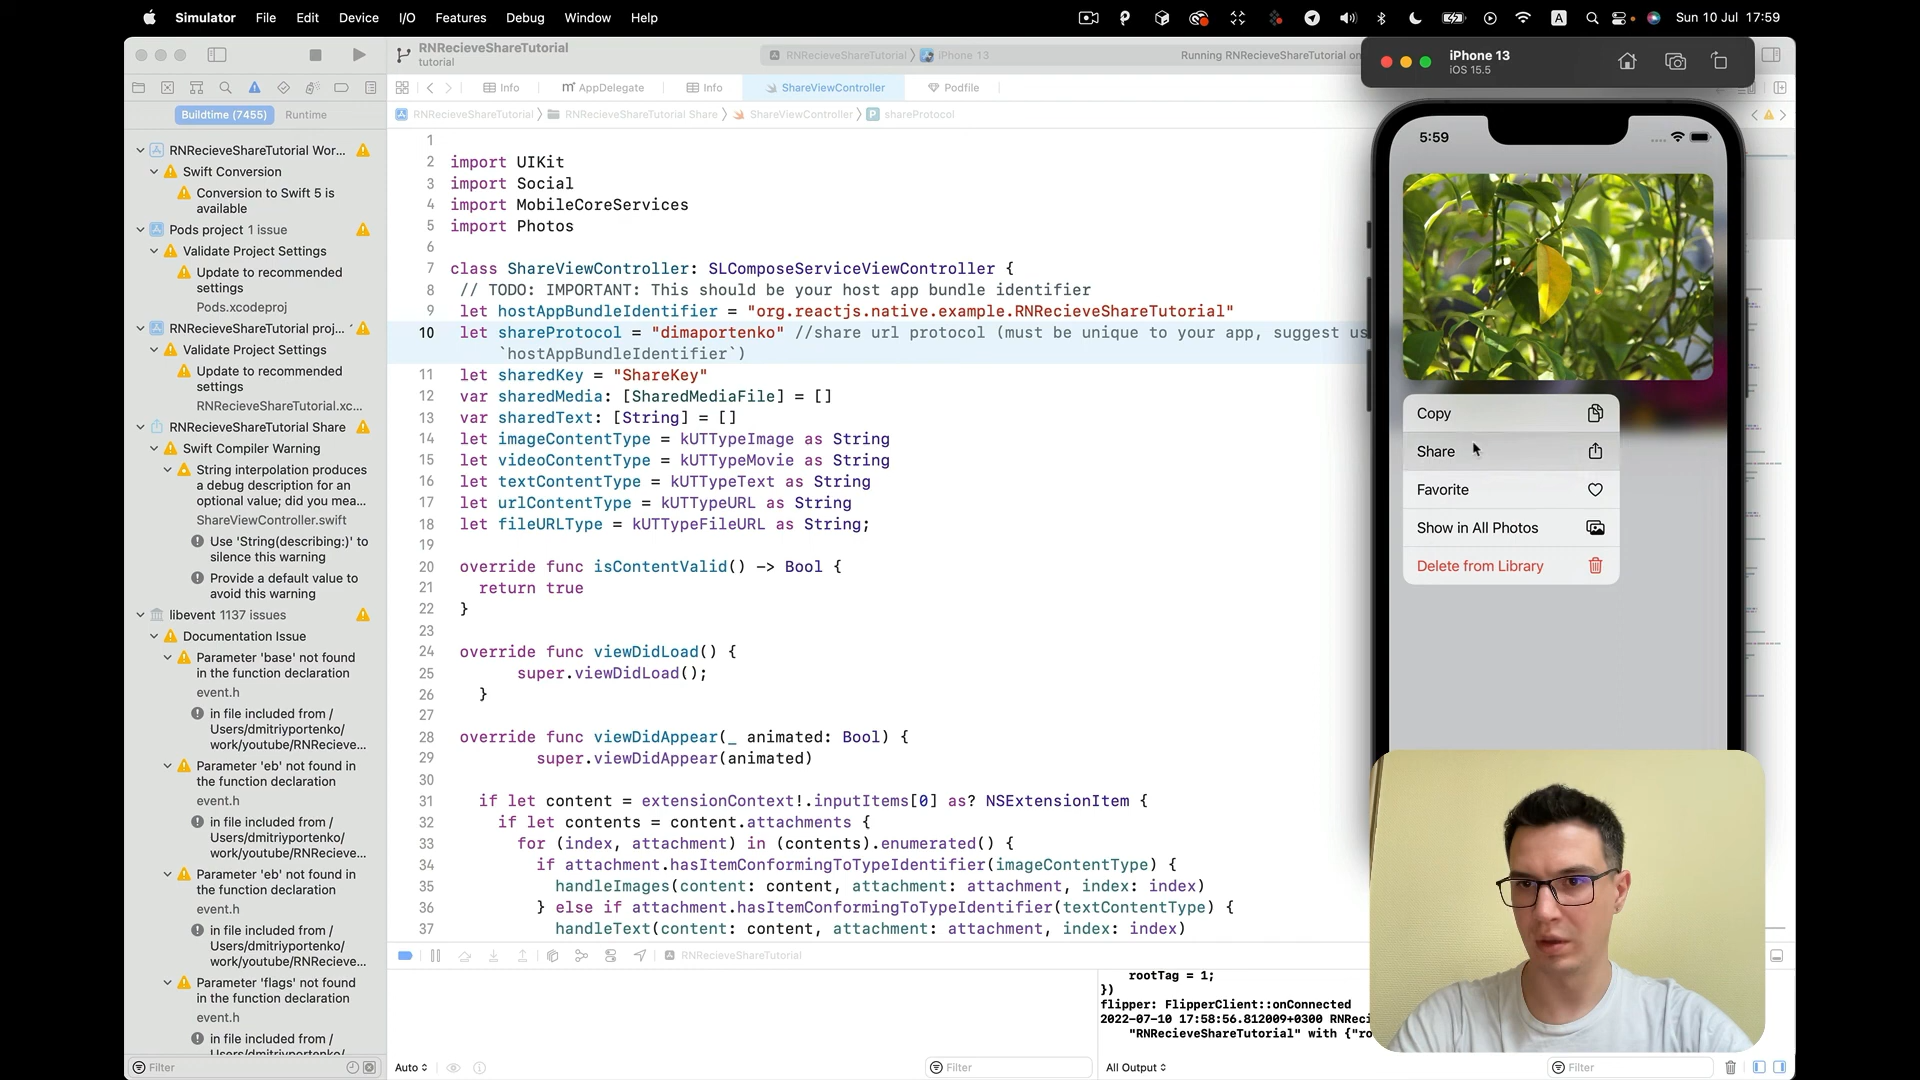 Simulator File Edit Device I/O Features Debug Window Help A Sun 10 Jul 17:59
RNRecieveShareTutorial
tutorial
RNRecieveShareTutorial iPhone 13
Running RNRecieveShareTutorial on
Info AppDelegate Info ShareViewController Podfile
RNRecieveShareTutorial RNRecieveShareTutorial Share ShareViewController shareProtocol
Buildtime (7455) Runtime
RNRecieveShareTutorial Wor...
Swift Conversion
Conversion to Swift 5 is
available
Pods project 1 issue
Validate Project Settings
Update to recommended
settings
Pods.xcodeproj
RNRecieveShareTutorial proj...
Validate Project Settings
Update to recommended
settings
RNRecieveShareTutorial.xc...
RNRecieveShareTutorial Share
Swift Compiler Warning
String interpolation produces
a debug description for an
optional value; did you mea...
ShareViewController.swift
Use 'String(describing:)' to
silence this warning
Provide a default value to
avoid this warning
libevent 1137 issues
Documentation Issue
Parameter 'base' not found
in the function declaration
event.h
in file included from /
Users/dmitriyportenko/
work/youtube/RNRecieve...
Parameter 'eb' not found in
the function declaration
event.h
in file included from /
Users/dmitriyportenko/
work/youtube/RNRecieve...
Parameter 'eb' not found in
the function declaration
event.h
in file included from /
Users/dmitriyportenko/
work/youtube/RNRecieve...
Parameter 'flags' not found
in the function declaration
event.h
in file included from /
Users/dmitriyportenko/
Filter
1
2 import UIKit
3 import Social
4 import MobileCoreServices
5 import Photos
6
7 class ShareViewController: SLComposeServiceViewController {
8 // TODO: IMPORTANT: This should be your host app bundle identifier
9 let hostAppBundleIdentifier = "org.reactjs.native.example.RNRecieveShareTutorial"
10 let shareProtocol = "dimaportenko" //share url protocol (must be unique to your app, suggest us
`hostAppBundleIdentifier`)
11 let sharedKey = "ShareKey"
12 var sharedMedia: [SharedMediaFile] = []
13 var sharedText: [String] = []
14 let imageContentType = kUTTypeImage as String
15 let videoContentType = kUTTypeMovie as String
16 let textContentType = kUTTypeText as String
17 let urlContentType = kUTTypeURL as String
18 let fileURLType = kUTTypeFileURL as String;
19
20 override func isContentValid() -> Bool {
21 return true
22 }
23
24 override func viewDidLoad() {
25 super.viewDidLoad();
26 }
27
28 override func viewDidAppear(_ animated: Bool) {
29 super.viewDidAppear(animated)
30
31 if let content = extensionContext!.inputItems[0] as? NSExtensionItem {
32 if let contents = content.attachments {
33 for (index, attachment) in (contents).enumerated() {
34 if attachment.hasItemConformingToTypeIdentifier(imageContentType) {
35 handleImages(content: content, attachment: attachment, index: index)
36 } else if attachment.hasItemConformingToTypeIdentifier(textContentType) {
37 handleText(content: content, attachment: attachment, index: index)
RNRecieveShareTutorial
rootTag = 1;
})
flipper: FlipperClient::onConnected
2022-07-10 17:58:56.812009+0300 RNReci
"RNRecieveShareTutorial" with {"ro
Auto Filter All Output Filter
iPhone 13
iOS 15.5
5:59
Copy
Share
Favorite
Show in All Photos
Delete from Library